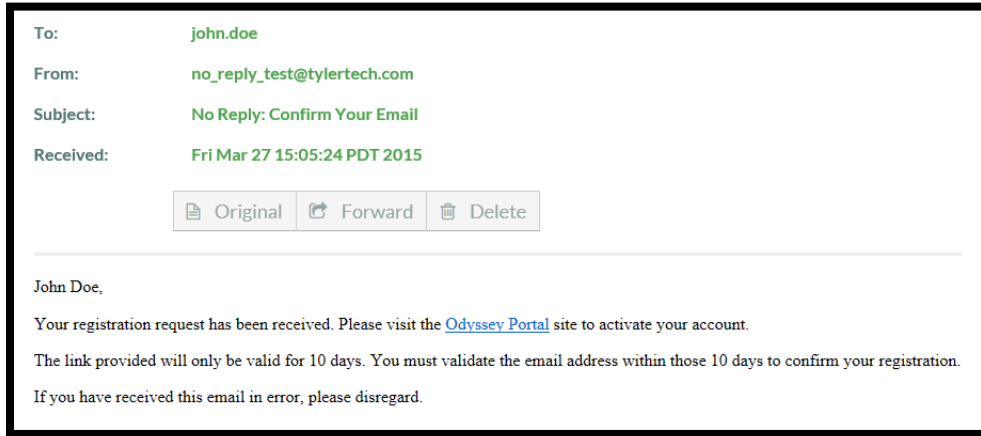 To: john.doe
From: no_reply_test@tylertech.com
Subject: No Reply: Confirm Your Email
Received: Fri Mar 27 15:05:24 PDT 2015
Original Forward Delete
John Doe,
Your registration request has been received. Please visit the Odyssey Portal site to activate your account.
The link provided will only be valid for 10 days. You must validate the email address within those 10 days to confirm your registration.
If you have received this email in error, please disregard.